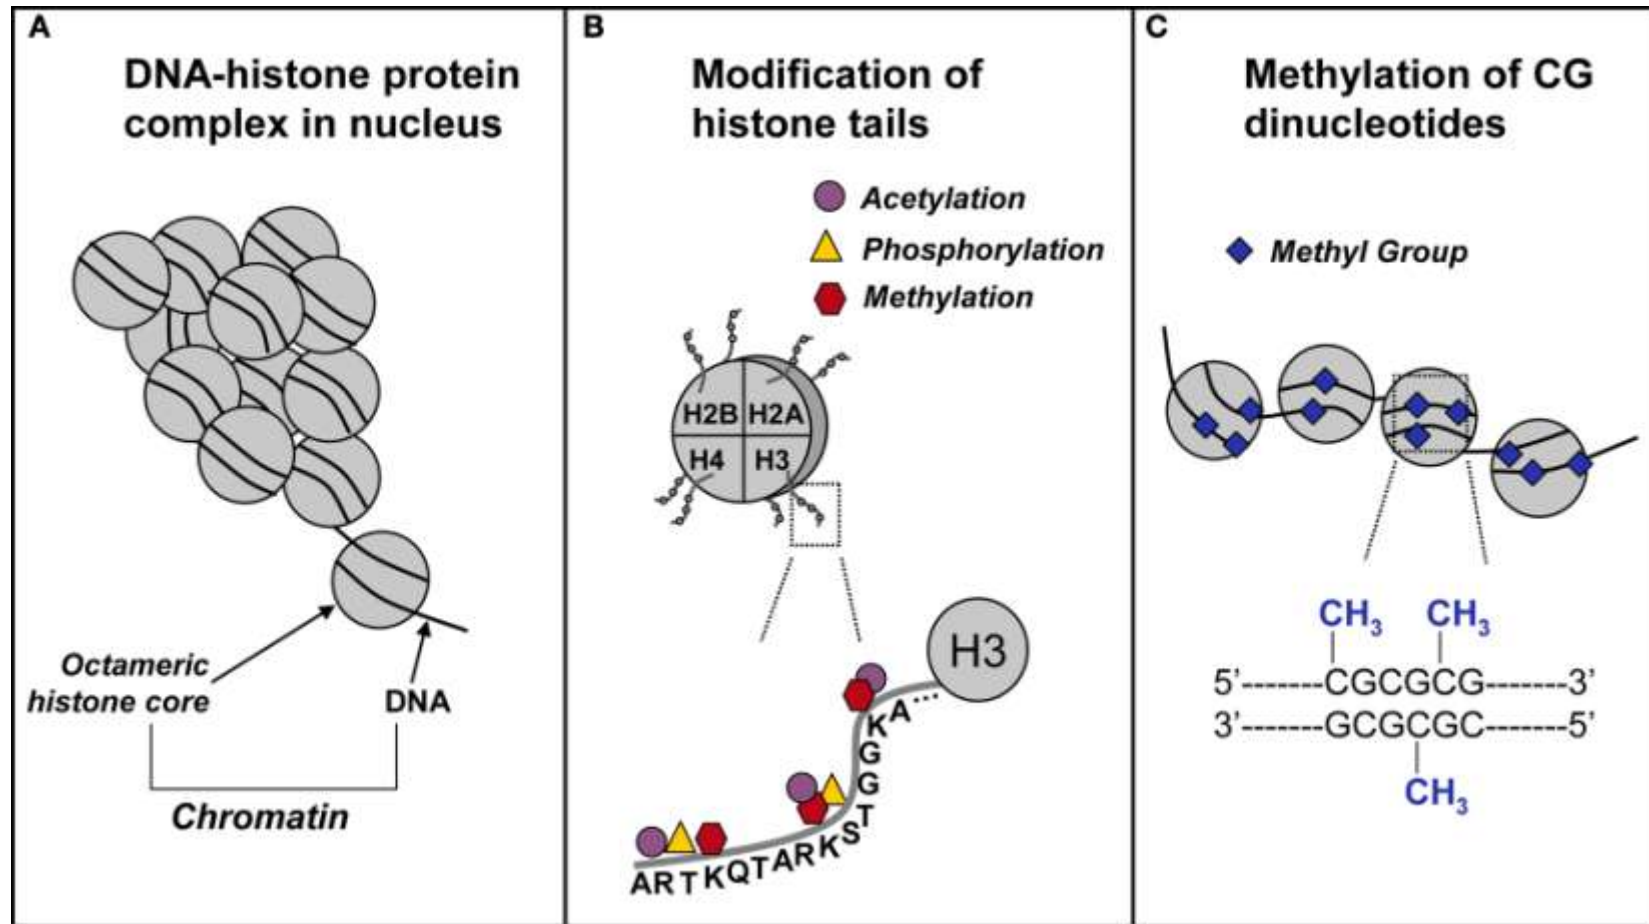 A
DNA-histone protein
complex in nucleus
Octameric
histone core
DNA
Chromatin
B
Modification of
histone tails
Acetylation
Phosphorylation
Methylation
H2B H2A
H4 H3
H3
ARTKQTARKSTGGKA...
C
Methylation of CG
dinucleotides
Methyl Group
CH₃ CH₃
5’-------CGCGCG-------3’
3’-------GCGCGC-------5’
CH₃